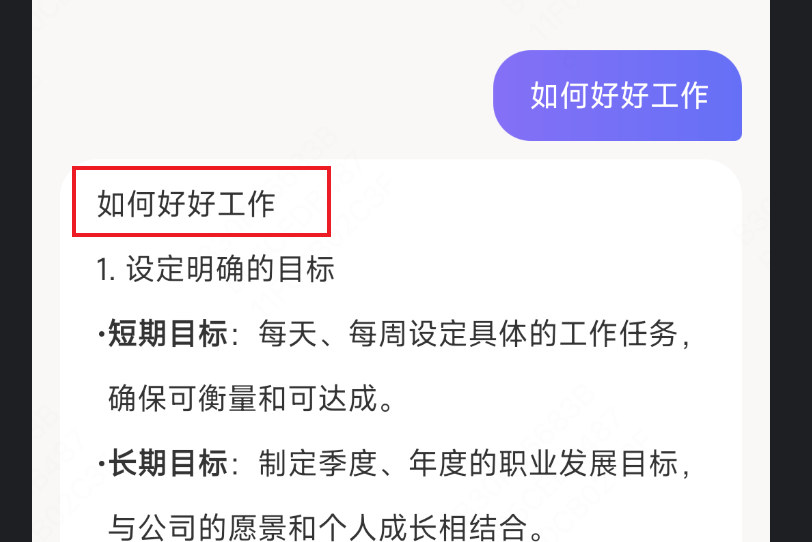 如何好好工作
如何好好工作
1. 设定明确的目标
·短期目标：每天、每周设定具体的工作任务，
确保可衡量和可达成。
·长期目标：制定季度、年度的职业发展目标，
与公司的愿景和个人成长相结合。